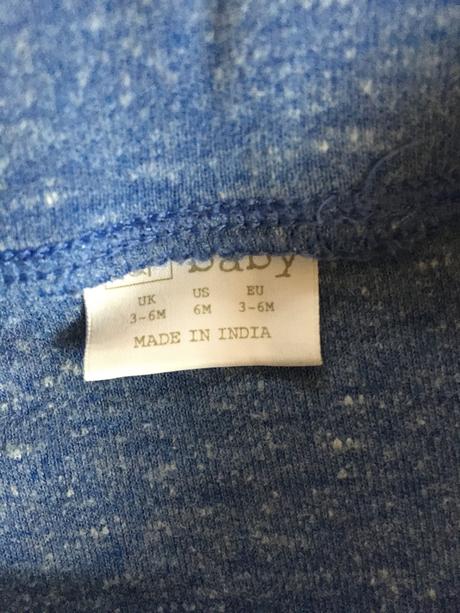 baby
UK US EU
3-6M 6M 3-6M
MADE IN INDIA